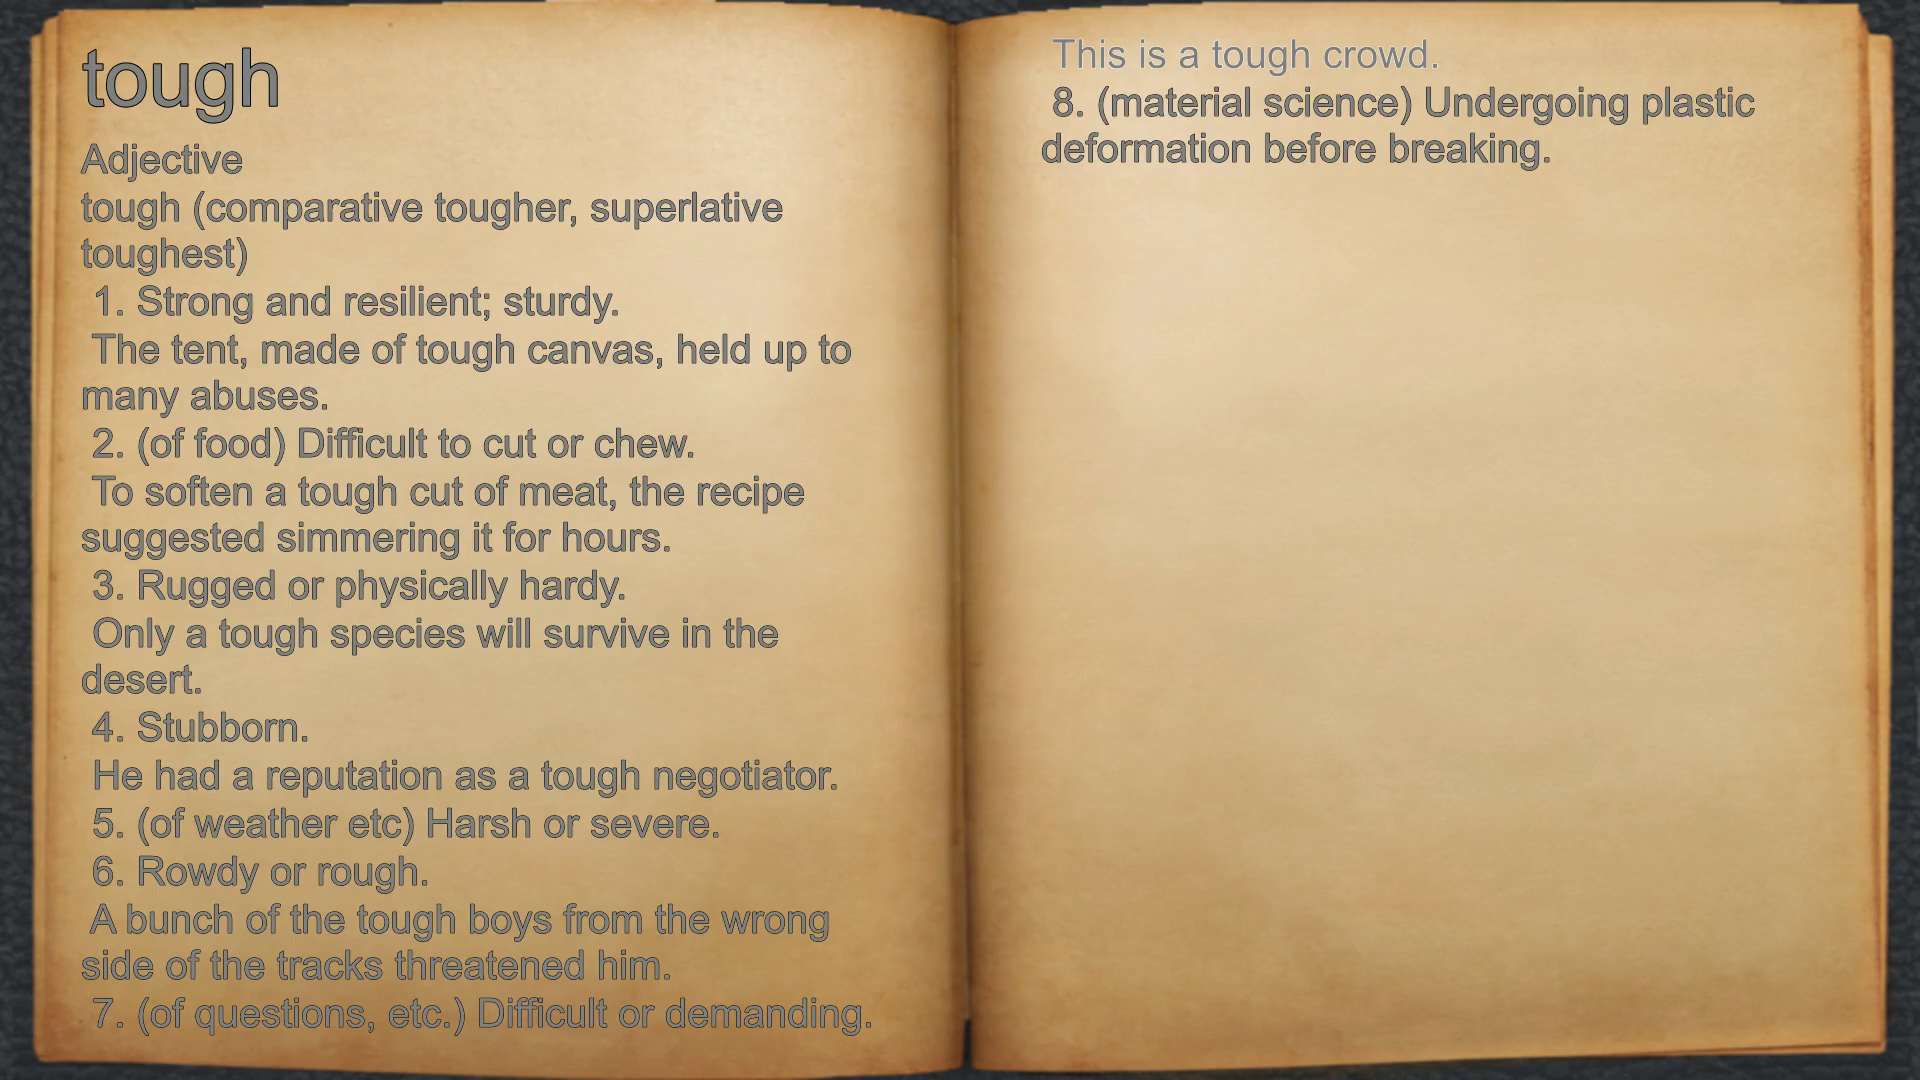 tough
Adjective
tough (comparative tougher, superlative
toughest)
1. Strong and resilient; sturdy.
The tent, made of tough canvas, held up to
many abuses.
2. (of food) Difficult to cut or chew.
To soften a tough cut of meat, the recipe
suggested simmering it for hours.
3. Rugged or physically hardy.
Only a tough species will survive in the
desert.
4. Stubborn.
He had a reputation as a tough negotiator.
5. (of weather etc) Harsh or severe.
6. Rowdy or rough.
A bunch of the tough boys from the wrong
side of the tracks threatened him.
7. (of questions, etc.) Difficult or demanding.
This is a tough crowd.
8. (material science) Undergoing plastic
deformation before breaking.